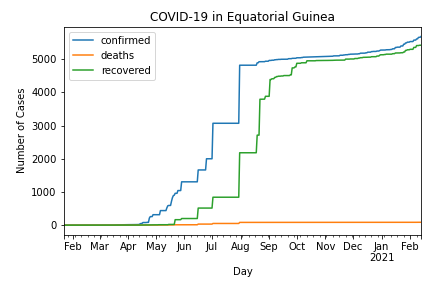 COVID-19 in Equatorial Guinea
confirmed
deaths
recovered
Number of Cases
5000
4000
3000
2000
1000
0
Feb Mar Apr May Jun Jul Aug Sep Oct Nov Dec Jan Feb
2021
Day